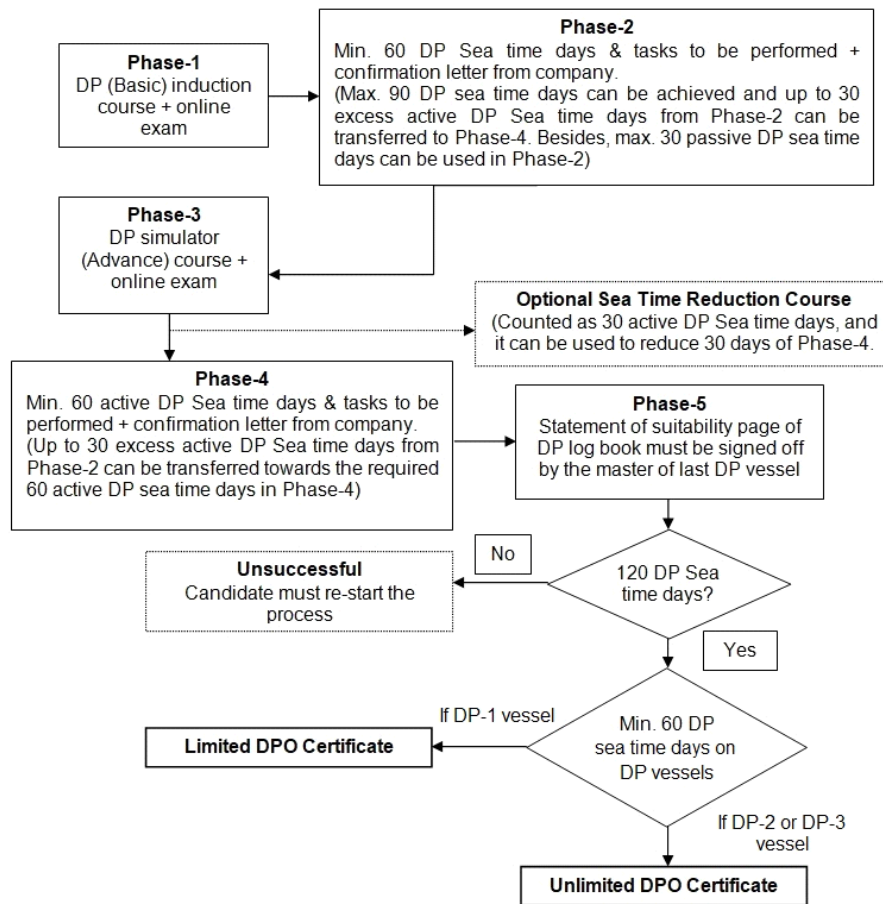 Phase-1
DP (Basic) induction
course + online
exam
Phase-2
Min. 60 DP Sea time days & tasks to be performed +
confirmation letter from company.
(Max. 90 DP sea time days can be achieved and up to 30
excess active DP Sea time days from Phase-2 can be
transferred to Phase-4. Besides, max. 30 passive DP sea time
days can be used in Phase-2)
Phase-3
DP simulator
(Advance) course +
online exam
Optional Sea Time Reduction Course
(Counted as 30 active DP Sea time days, and
it can be used to reduce 30 days of Phase-4.
Phase-4
Min. 60 active DP Sea time days & tasks to be
performed + confirmation letter from company.
(Up to 30 excess active DP Sea time days from
Phase-2 can be transferred towards the required
60 active DP sea time days in Phase-4)
Phase-5
Statement of suitability page of
DP log book must be signed off
by the master of last DP vessel
No
Unsuccessful
Candidate must re-start the
process
120 DP Sea
time days?
Yes
If DP-1 vessel
Limited DPO Certificate
Min. 60 DP
sea time days on
DP vessels
If DP-2 or DP-3
vessel
Unlimited DPO Certificate